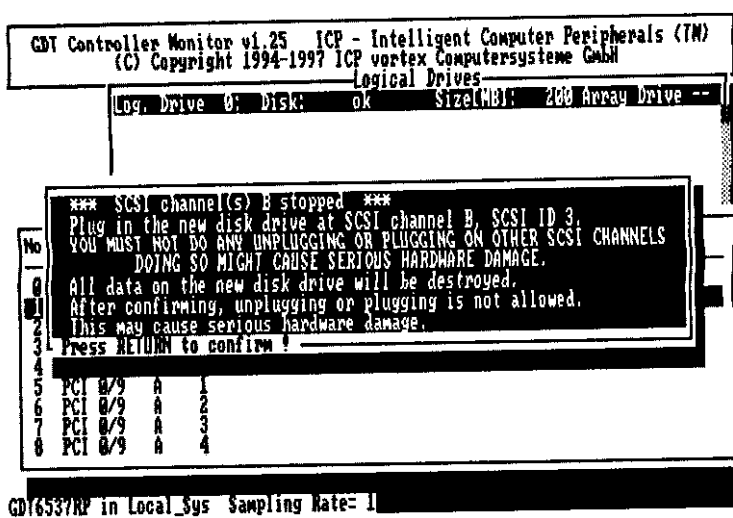 GDT Controller Monitor v1.25 ICP - Intelligent Computer Peripherals (TM)
(C) Copyright 1994-1997 ICP vortex Computersysteme GmbH
Logical Drives
Log. Drive 0: Disk: ok Size[MB]: 200 Array Drive --
*** SCSI channel(s) B stopped ***
Plug in the new disk drive at SCSI channel B, SCSI ID 3.
YOU MUST NOT DO ANY UNPLUGGING OR PLUGGING ON OTHER SCSI CHANNELS
DOING SO MIGHT CAUSE SERIOUS HARDWARE DAMAGE.
All data on the new disk drive will be destroyed.
After confirming, unplugging or plugging is not allowed.
This may cause serious hardware damage.
Press RETURN to confirm !
No
0
1
2
3
4
5 PCI 0/9 A 1
6 PCI 0/9 A 2
7 PCI 0/9 A 3
8 PCI 0/9 A 4
GDT6537RP in Local_Sys Sampling Rate= 1